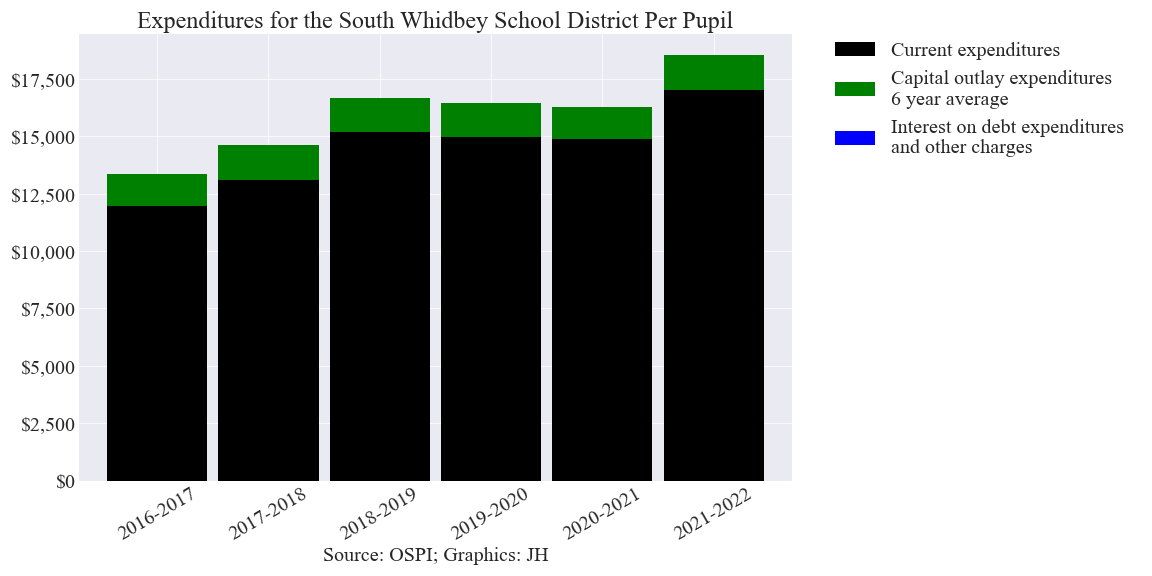 Expenditures for the South Whidbey School District Per Pupil
$17,500
$15,000
$12,500
$10,000
$7,500
$5,000
$2,500
$0
2016-2017
2017-2018
2018-2019
2019-2020
2020-2021
2021-2022
Source: OSPI; Graphics: JH
Current expenditures
Capital outlay expenditures
6 year average
Interest on debt expenditures
and other charges